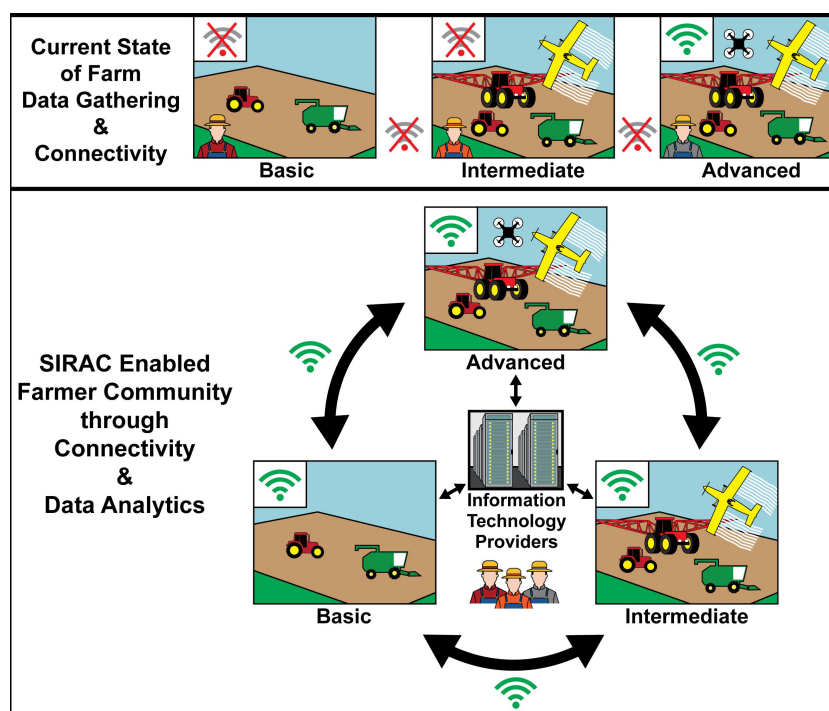 Current State
of Farm
Data Gathering
&
Connectivity
Basic
Intermediate
Advanced
SIRAC Enabled
Farmer Community
through
Connectivity
&
Data Analytics
Advanced
Information
Technology
Providers
Basic
Intermediate